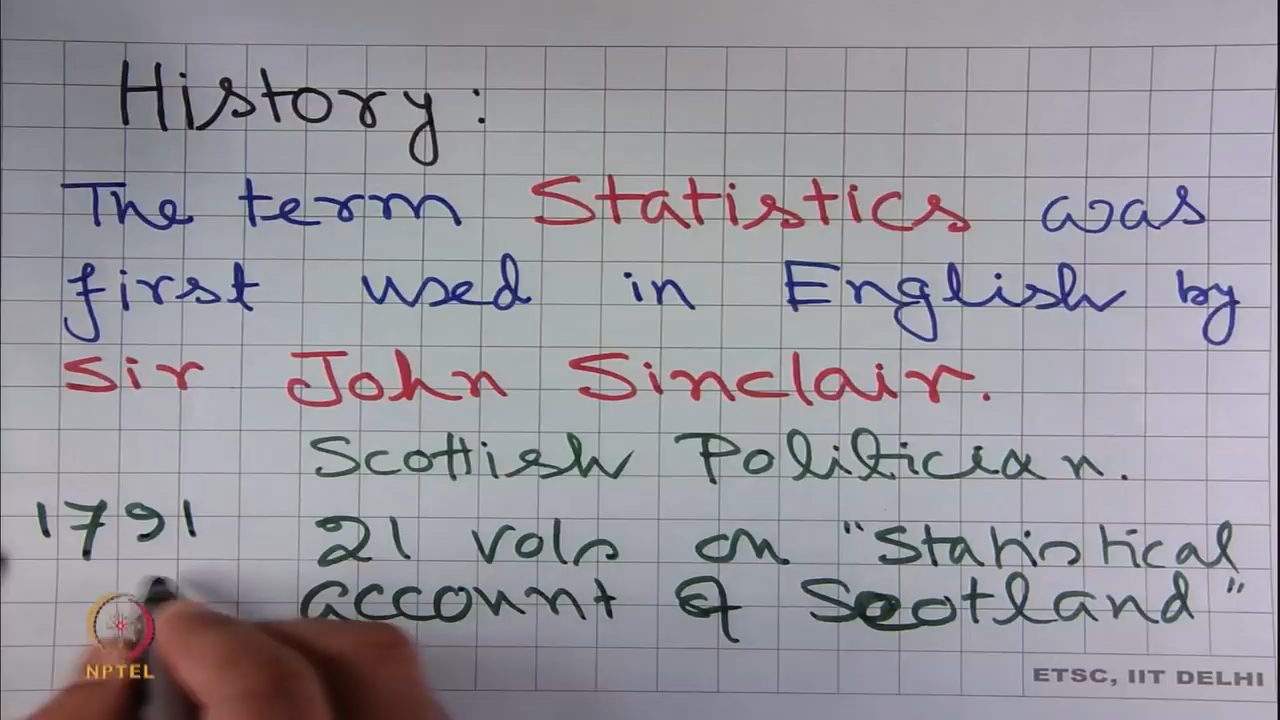 History:
The term Statistics was
first used in English by
Sir John Sinclair.
Scottish Politician.
1791 21 vols on "Statistical
account of Scotland"
NPTEL
ETSC, IIT DELHI